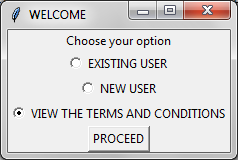 WELCOME
Choose your option
EXISTING USER
NEW USER
VIEW THE TERMS AND CONDITIONS
PROCEED